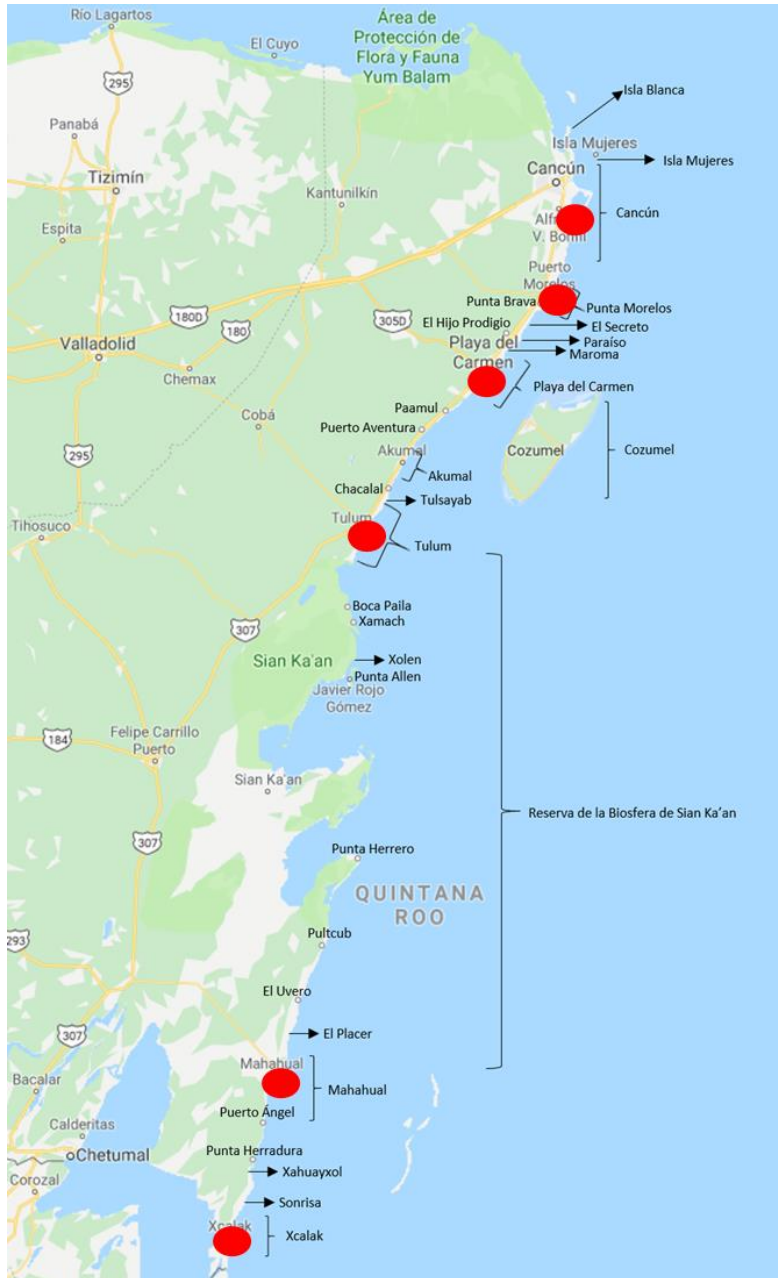 Río Lagartos
Área de
Protección de
Flora y Fauna
Yum Balam
El Cuyo
295
Isla Blanca
Panabá
Isla Mujeres
Isla Mujeres
Tizimín
Cancún
Kantunilkín
Cancún
Espita
V. Bonfil
Puerto
Morelos
Punta Brava
Punta Morelos
180D
305D
El Hijo Prodigio
El Secreto
180
Playa del
Carmen
Paraíso
Maroma
Valladolid
Chemax
Playa del Carmen
Cobá
Paamul
Puerto Aventura
Cozumel
Cozumel
295
Akumal
Akumal
Chacalal
Tulsayab
Tihosuco
Tulum
Tulum
Boca Paila
307
Xamach
Sian Ka'an
Xolen
Punta Allen
Javier Rojo
Gómez
184
Felipe Carrillo
Puerto
Sian Ka'an
Reserva de la Biosfera de Sian Ka’an
307
Punta Herrero
QUINTANA
ROO
293
Pultcub
El Uvero
307
El Placer
Mahahual
Bacalar
Mahahual
Puerto Ángel
Calderitas
Chetumal
Punta Herradura
Xahuayxol
Corozal
Sonrisa
Xcalak
Xcalak